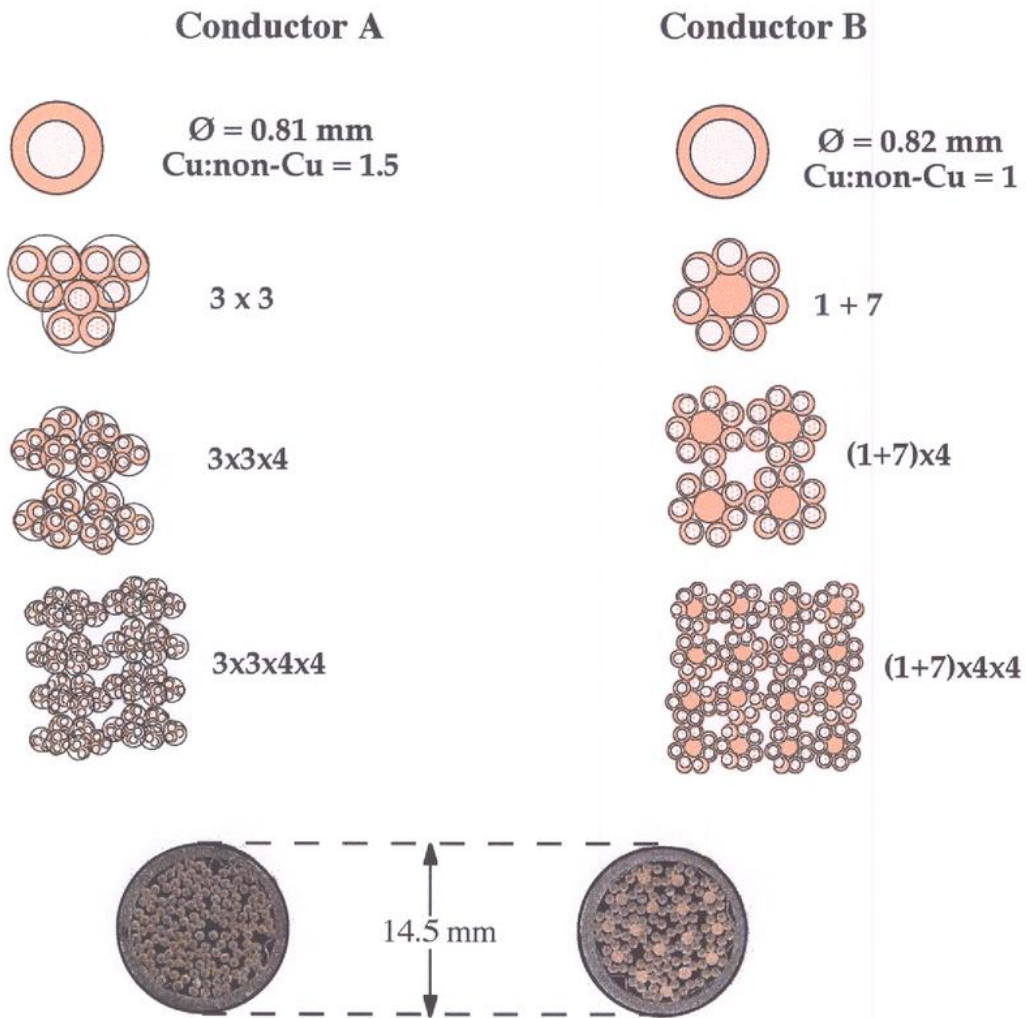 Conductor A
Conductor B
Ø = 0.81 mm
Cu:non-Cu = 1.5
Ø = 0.82 mm
Cu:non-Cu = 1
3 x 3
1 + 7
3x3x4
(1+7)x4
3x3x4x4
(1+7)x4x4
14.5 mm